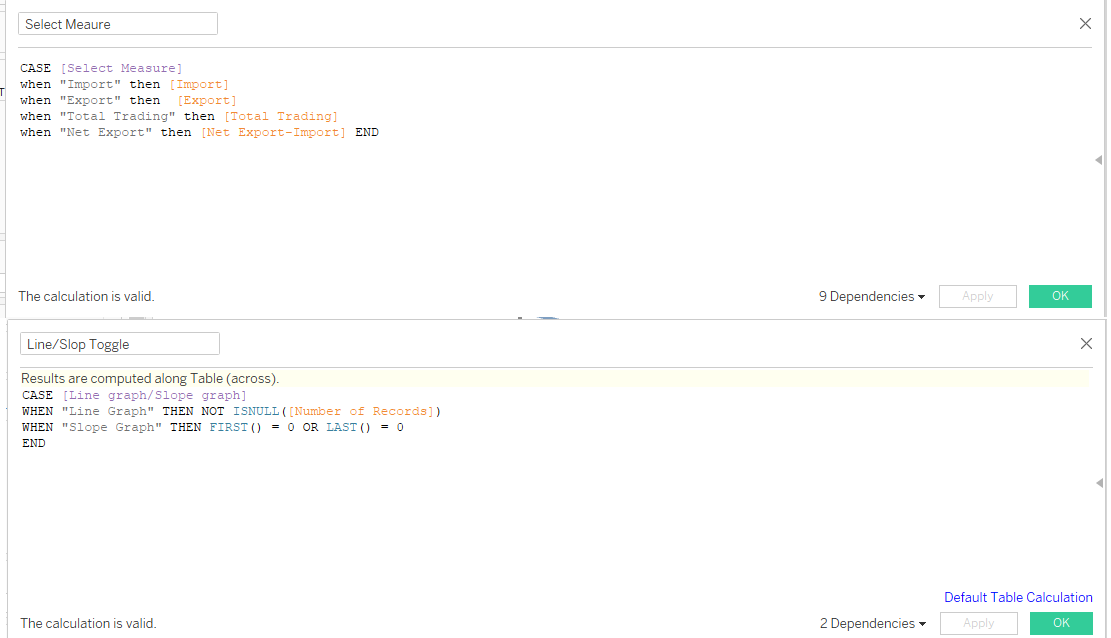 Select Meaure
CASE [Select Measure]
when "Import" then [Import]
when "Export" then  [Export]
when "Total Trading" then [Total Trading]
when "Net Export" then [Net Export-Import] END
The calculation is valid.
9 Dependencies
Apply
OK
Line/Slop Toggle
Results are computed along Table (across).
CASE [Line graph/Slope graph]
WHEN "Line Graph" THEN NOT ISNULL([Number of Records])
WHEN "Slope Graph" THEN FIRST() = 0 OR LAST() = 0
END
Default Table Calculation
The calculation is valid.
2 Dependencies
Apply
OK